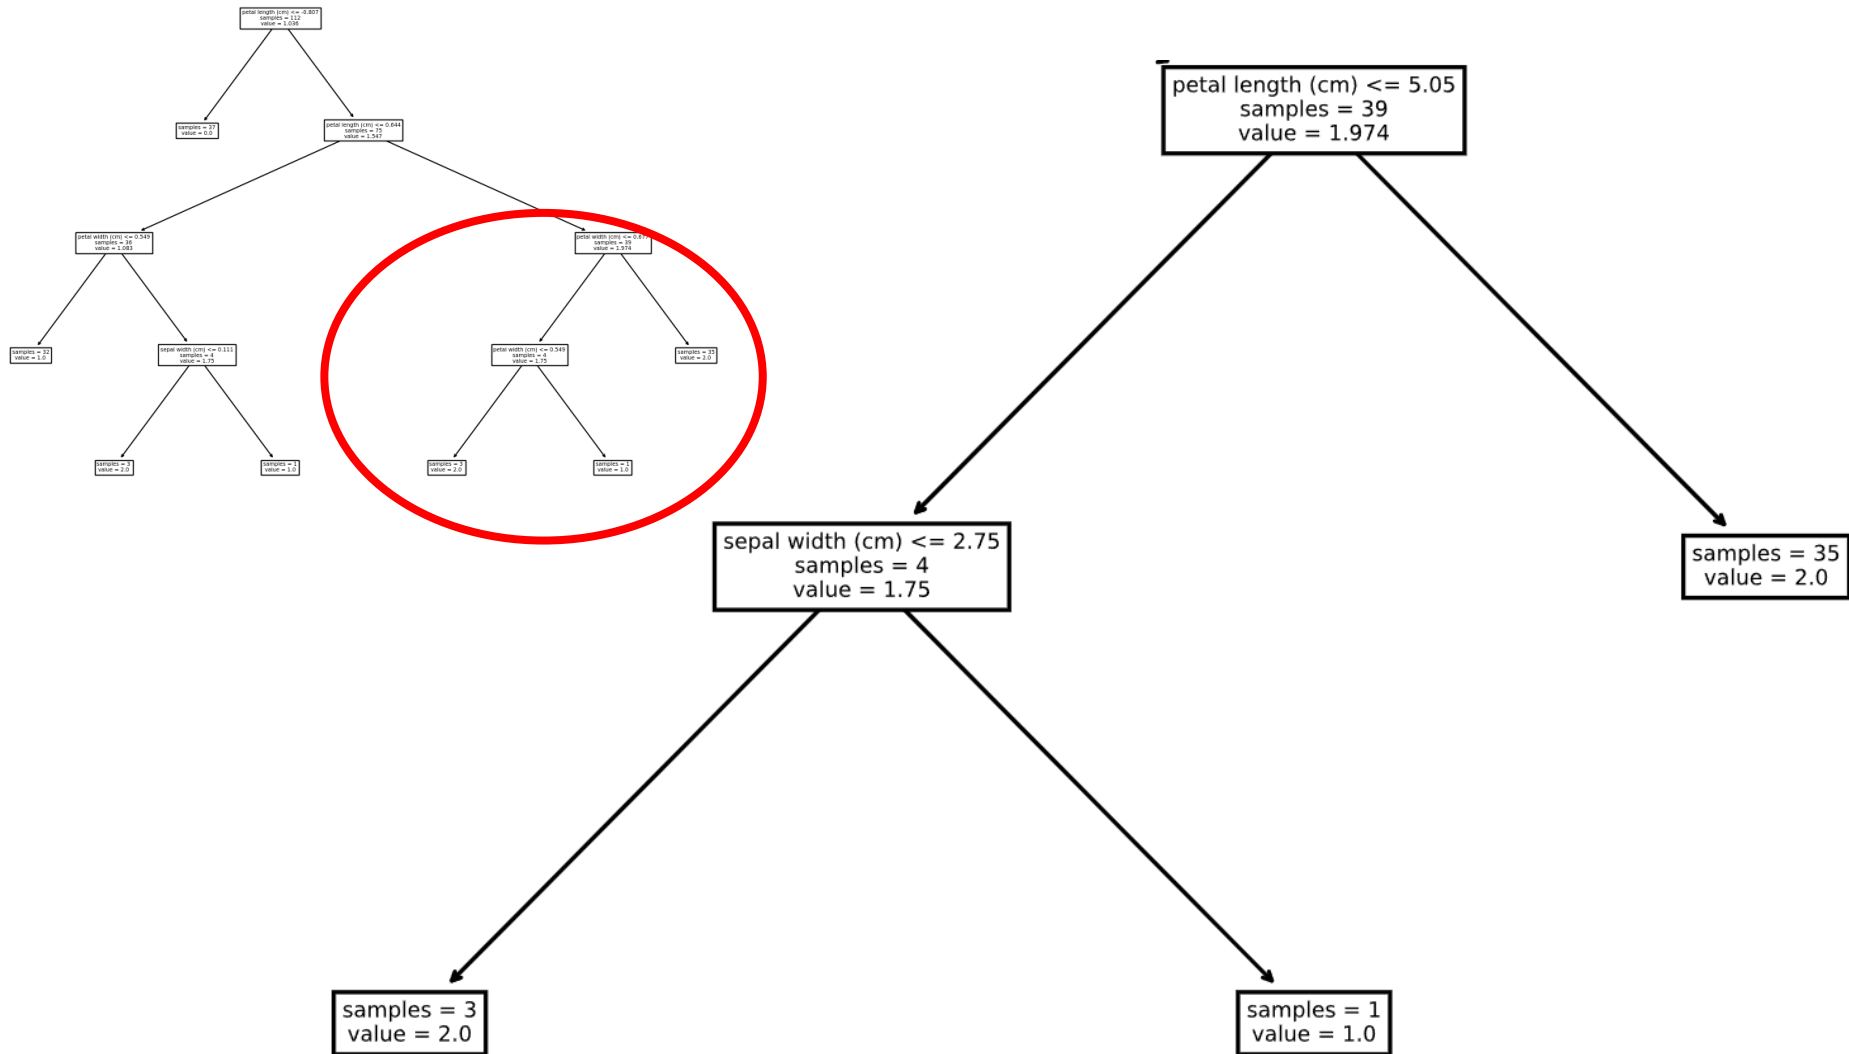 petal length (cm) <= -0.807
samples = 112
value = 1.036
samples = 37
value = 0.0
petal length (cm) <= 0.644
samples = 75
value = 1.547
petal width (cm) <= 0.549
samples = 36
value = 1.083
petal width (cm) <= 0.67
samples = 39
value = 1.974
samples = 32
value = 1.0
sepal width (cm) <= 0.111
samples = 4
value = 1.75
petal width (cm) <= 0.549
samples = 4
value = 1.75
samples = 35
value = 2.0
samples = 3
value = 2.0
samples = 1
value = 1.0
samples = 3
value = 2.0
samples = 1
value = 1.0
petal length (cm) <= 5.05
samples = 39
value = 1.974
sepal width (cm) <= 2.75
samples = 4
value = 1.75
samples = 35
value = 2.0
samples = 3
value = 2.0
samples = 1
value = 1.0